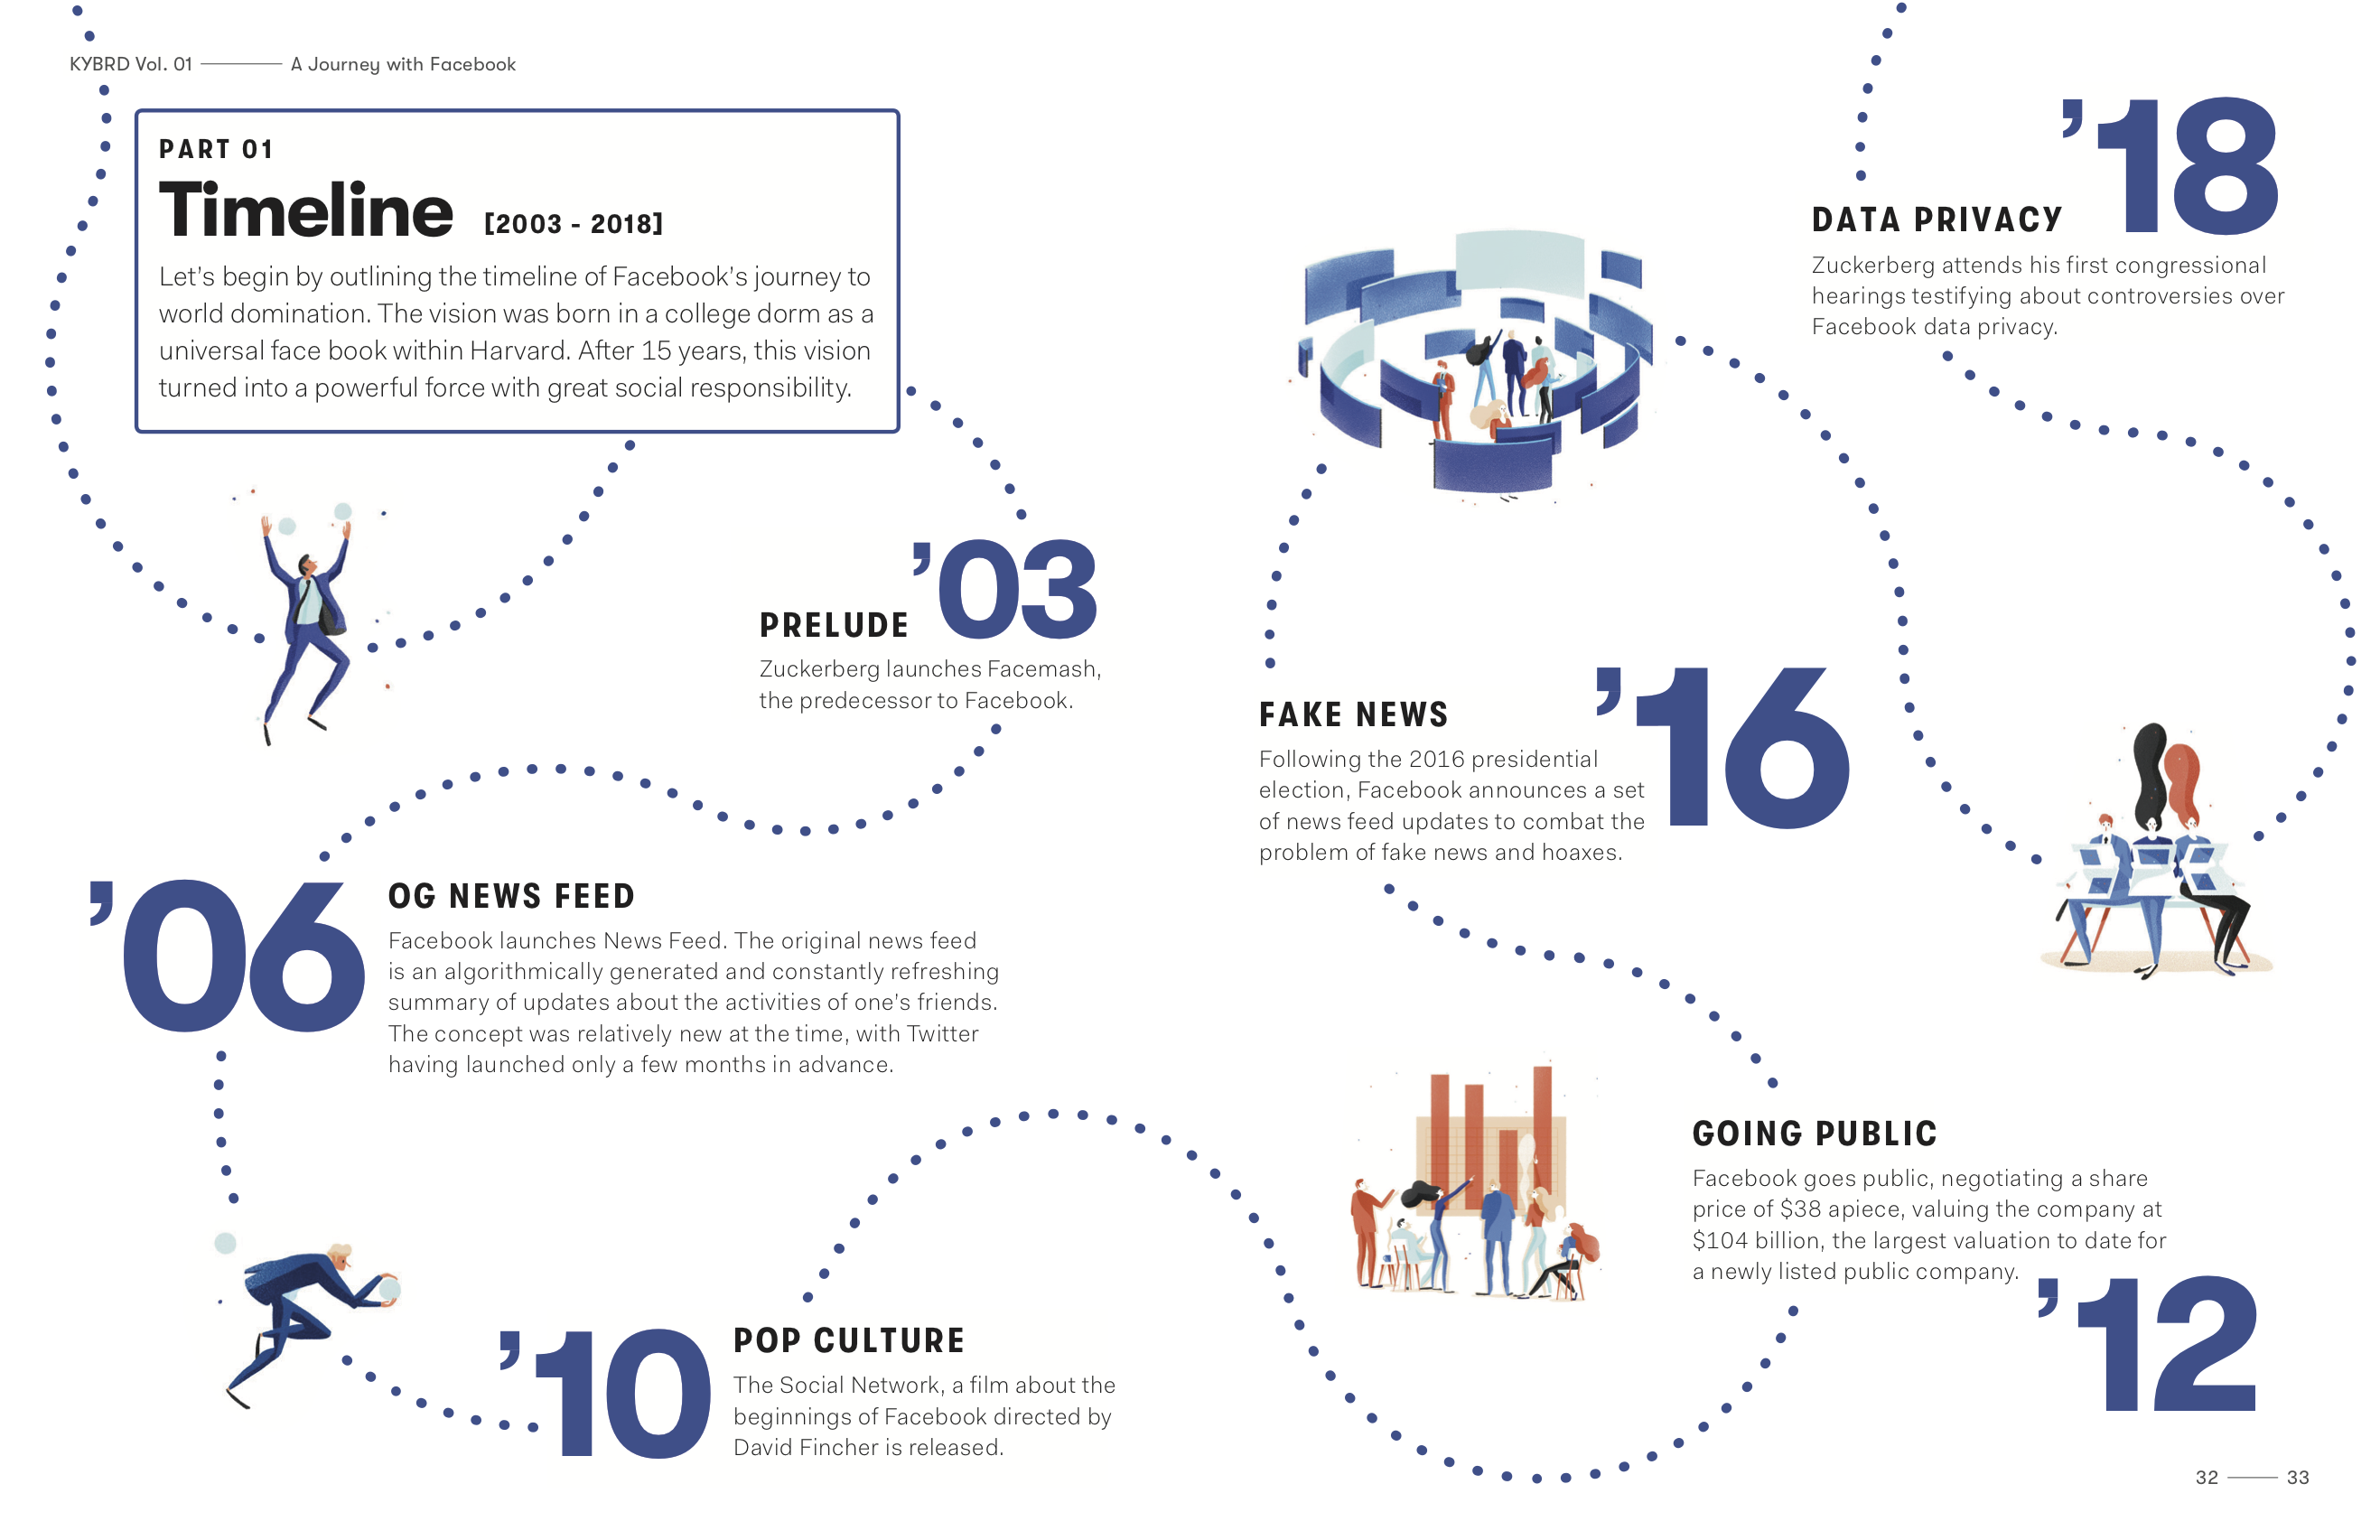 KYBRD Vol. 01 A Journey with Facebook
PART 01
Timeline [2003 - 2018]
Let’s begin by outlining the timeline of Facebook’s journey to
world domination. The vision was born in a college dorm as a
universal face book within Harvard. After 15 years, this vision
turned into a powerful force with great social responsibility.
’03
PRELUDE
Zuckerberg launches Facemash,
the predecessor to Facebook.
’06
OG NEWS FEED
Facebook launches News Feed. The original news feed
is an algorithmically generated and constantly refreshing
summary of updates about the activities of one’s friends.
The concept was relatively new at the time, with Twitter
having launched only a few months in advance.
’10
POP CULTURE
The Social Network, a film about the
beginnings of Facebook directed by
David Fincher is released.
GOING PUBLIC
Facebook goes public, negotiating a share
price of $38 apiece, valuing the company at
$104 billion, the largest valuation to date for
a newly listed public company.
’12
’16
FAKE NEWS
Following the 2016 presidential
election, Facebook announces a set
of news feed updates to combat the
problem of fake news and hoaxes.
’18
DATA PRIVACY
Zuckerberg attends his first congressional
hearings testifying about controversies over
Facebook data privacy.
32 33